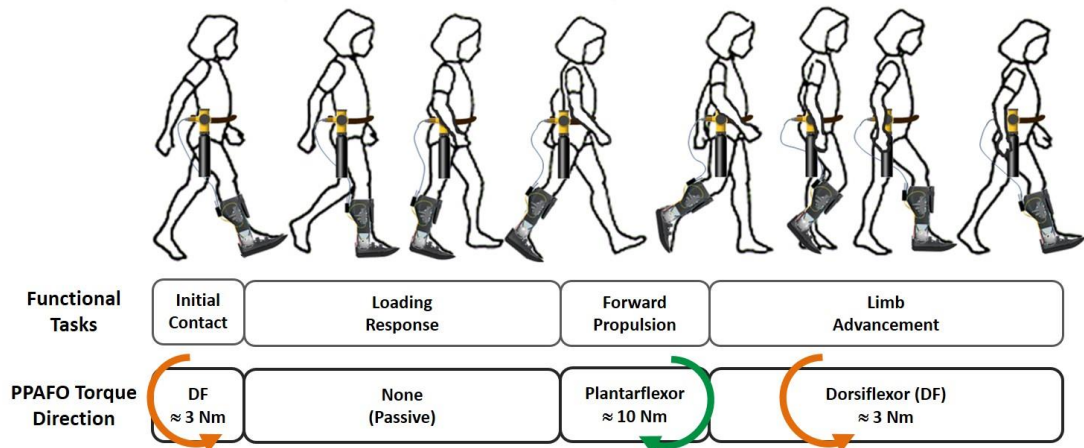 Functional
Tasks
Initial
Contact
Loading
Response
Forward
Propulsion
Limb
Advancement
PPAFO Torque
Direction
DF
≈ 3 Nm
None
(Passive)
Plantarflexor
≈ 10 Nm
Dorsiflexor (DF)
≈ 3 Nm